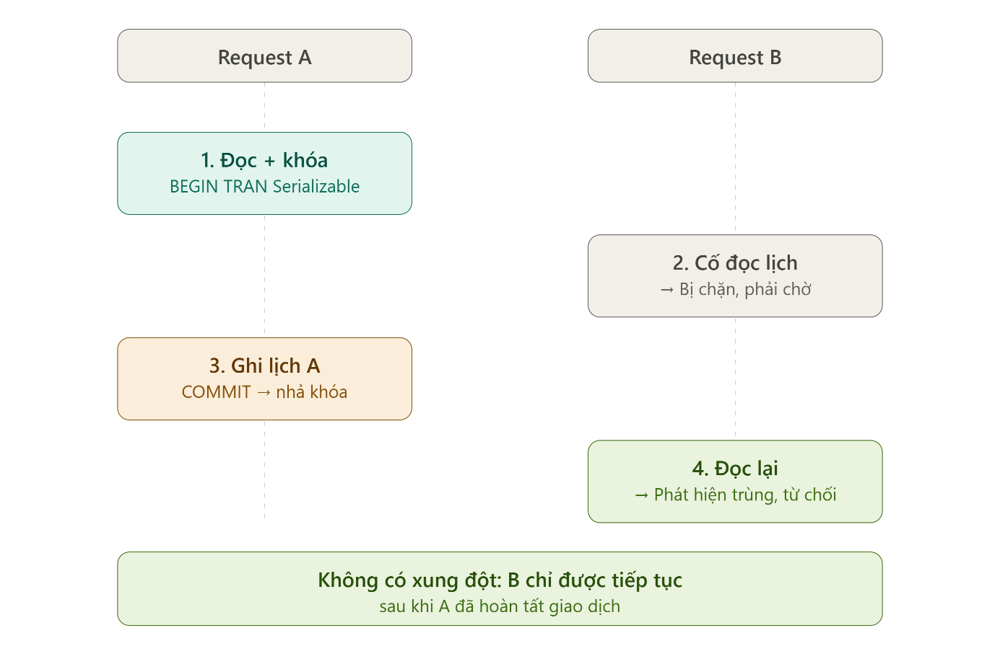 Request A
Request B
1. Đọc + khóa
BEGIN TRAN Serializable
2. Cố đọc lịch
→ Bị chặn, phải chờ
3. Ghi lịch A
COMMIT → nhả khóa
4. Đọc lại
→ Phát hiện trùng, từ chối
Không có xung đột: B chỉ được tiếp tục
sau khi A đã hoàn tất giao dịch